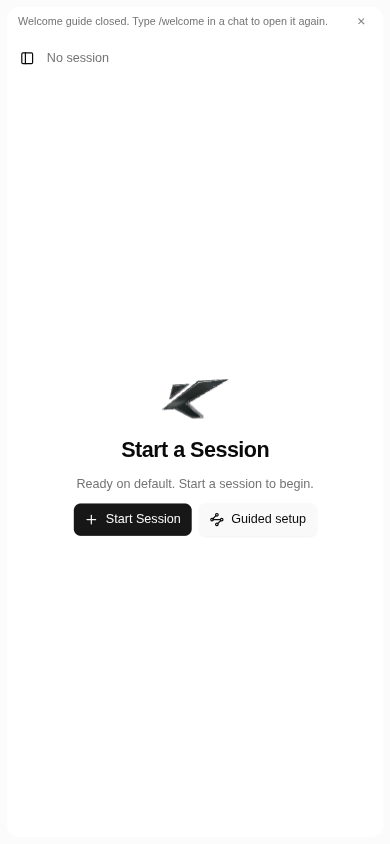 Welcome guide closed. Type /welcome in a chat to open it again.
No session
Start a Session
Ready on default. Start a session to begin.
Start Session
Guided setup